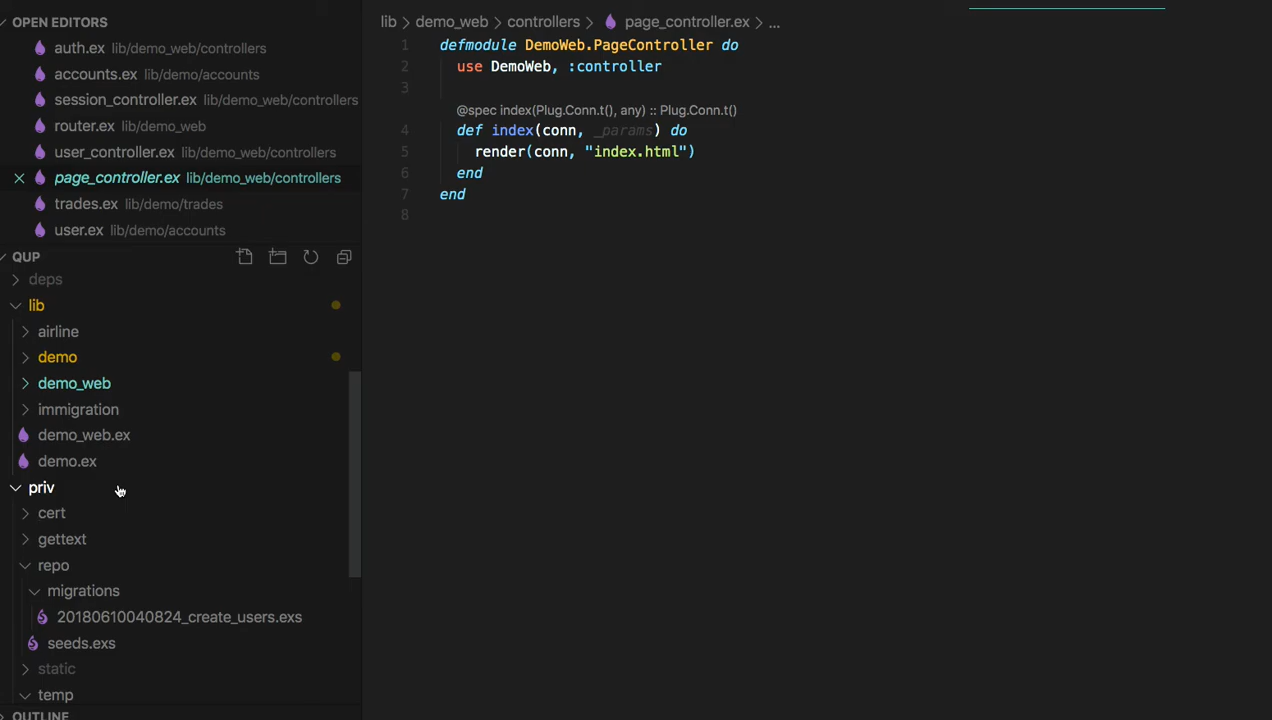 OPEN EDITORS
auth.ex lib/demo_web/controllers
accounts.ex lib/demo/accounts
session_controller.ex lib/demo_web/controllers
router.ex lib/demo_web
user_controller.ex lib/demo_web/controllers
page_controller.ex lib/demo_web/controllers
trades.ex lib/demo/trades
user.ex lib/demo/accounts
QUP
deps
lib
airline
demo
demo_web
immigration
demo_web.ex
demo.ex
priv
cert
gettext
repo
migrations
20180610040824_create_users.exs
seeds.exs
static
temp
OUTLINE
lib > demo_web > controllers > page_controller.ex > ...
1 defmodule DemoWeb.PageController do
2 use DemoWeb, :controller
3
@spec index(Plug.Conn.t(), any) :: Plug.Conn.t()
4 def index(conn, _params) do
5 render(conn, "index.html")
6 end
7 end
8